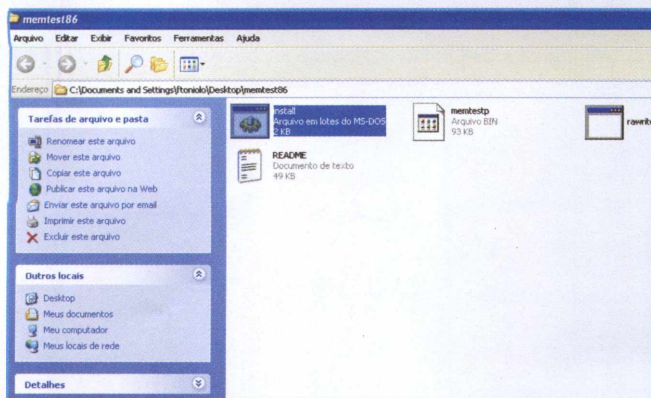 memtest86
Arquivo Editar Exibir Favoritos Ferramentas Ajuda
Endereço C:\Documents and Settings\ftoniolo\Desktop\memtest86
Tarefas de arquivo e pasta
Renomear este arquivo
Mover este arquivo
Copiar este arquivo
Publicar este arquivo na Web
Enviar este arquivo por email
Imprimir este arquivo
Excluir este arquivo
Outros locais
Desktop
Meus documentos
Meu computador
Meus locais de rede
Detalhes
install
Arquivo em lotes do MS-DOS
2 KB
memtestp
Arquivo BIN
93 KB
rawrite
README
Documento de texto
49 KB